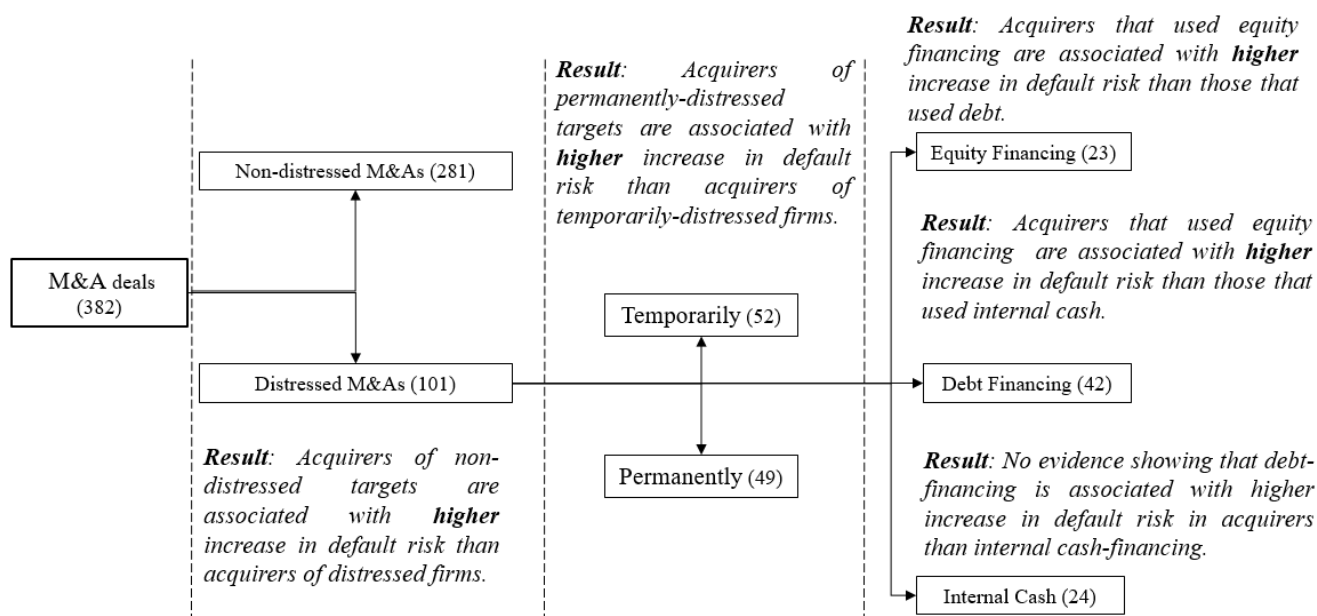 M&A deals
(382)
Non-distressed M&As (281)
Distressed M&As (101)
Result: Acquirers of non-
distressed targets are
associated with higher
increase in default risk than
acquirers of distressed firms.
Result: Acquirers of
permanently-distressed
targets are associated with
higher increase in default
risk than acquirers of
temporarily-distressed firms.
Temporarily (52)
Permanently (49)
Result: Acquirers that used equity
financing are associated with higher
increase in default risk than those that
used debt.
Equity Financing (23)
Result: Acquirers that used equity
financing are associated with higher
increase in default risk than those that
used internal cash.
Debt Financing (42)
Result: No evidence showing that debt-
financing is associated with higher
increase in default risk in acquirers
than internal cash-financing.
Internal Cash (24)